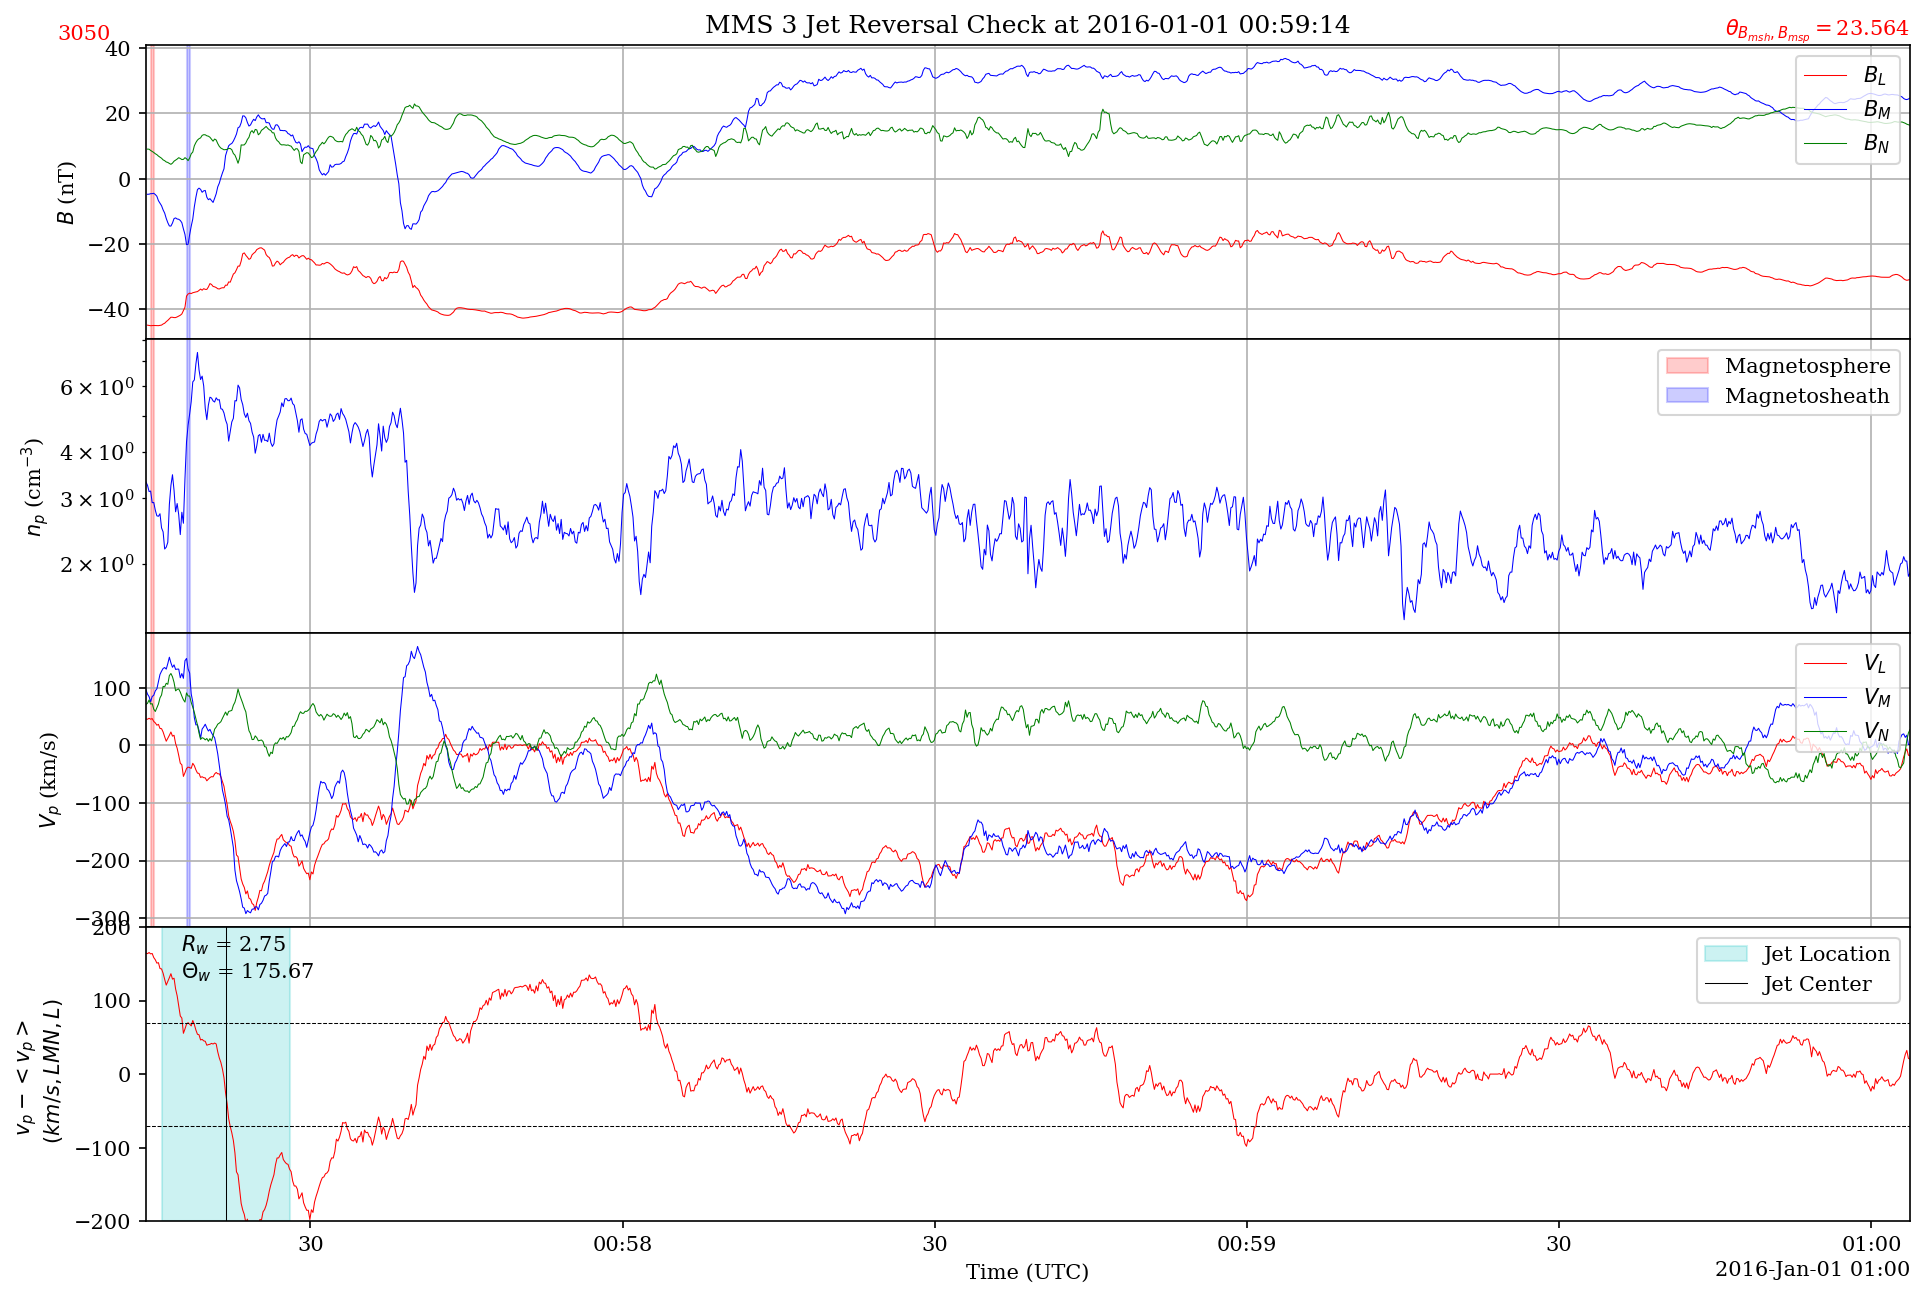 MMS 3 Jet Reversal Check at 2016-01-01 00:59:14
3050
θ_{B_{msh}, B_{msp}} = 23.564
40
20
0
−20
−40
B (nT)
B_L
B_M
B_N
6 × 10^0
4 × 10^0
3 × 10^0
2 × 10^0
n_p (cm^{−3})
Magnetosphere
Magnetosheath
100
0
−100
−200
−300
V_p (km/s)
V_L
V_M
V_N
200
100
0
−100
−200
v_p − < v_p >
(km/s, LMN, L)
R_w = 2.75
Θ_w = 175.67
Jet Location
Jet Center
30
00:58
30
00:59
30
01:00
Time (UTC)
2016-Jan-01 01:00